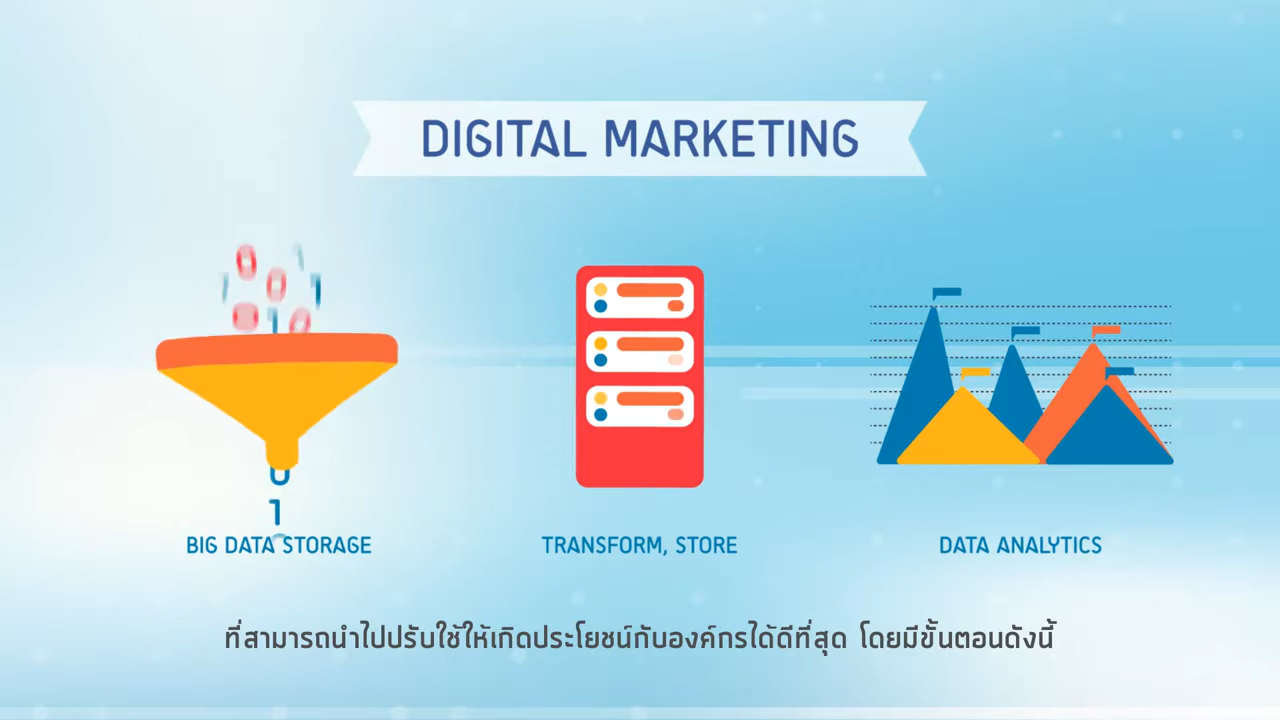 DIGITAL MARKETING
BIG DATA STORAGE
TRANSFORM, STORE
DATA ANALYTICS
ที่สามารถนำไปปรับใช้ให้เกิดประโยชน์กับองค์กรได้ดีที่สุด โดยมีขั้นตอนดังนี้